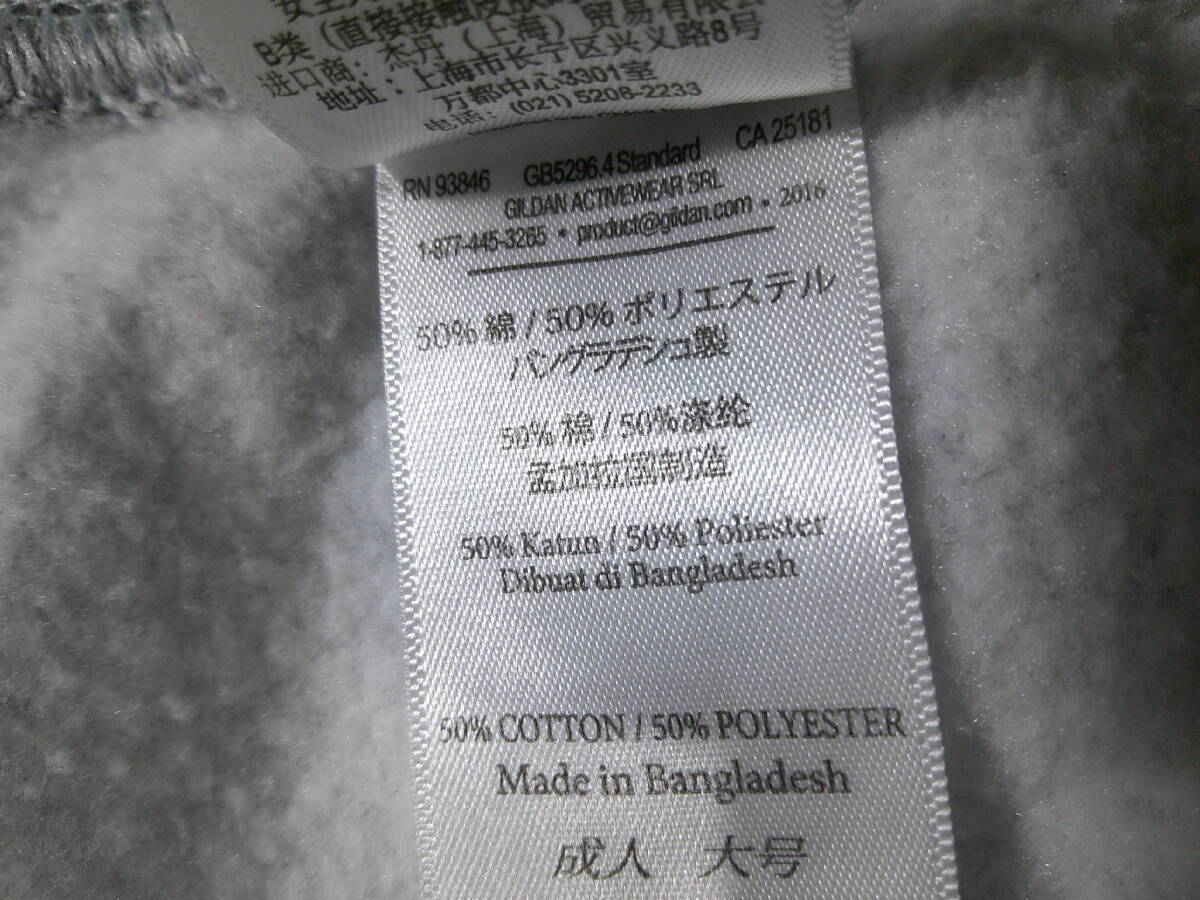 B类 (直接接触皮肤
进口商: 杰丹 (上海) 贸易有限公
地址: 上海市长宁区兴义路8号
万都中心3301室
电话: (021) 5208-2233
RN 93846 GB5296.4 Standard CA 25181
GILDAN ACTIVEWEAR SRL
1-877-445-3265 • product@gildan.com • 2016
50% 綿 / 50% ポリエステル
バングラデシュ製
50% 棉 / 50% 涤纶
孟加拉国制造
50% Katun / 50% Poliester
Dibuat di Bangladesh
50% COTTON / 50% POLYESTER
Made in Bangladesh
成人 大号